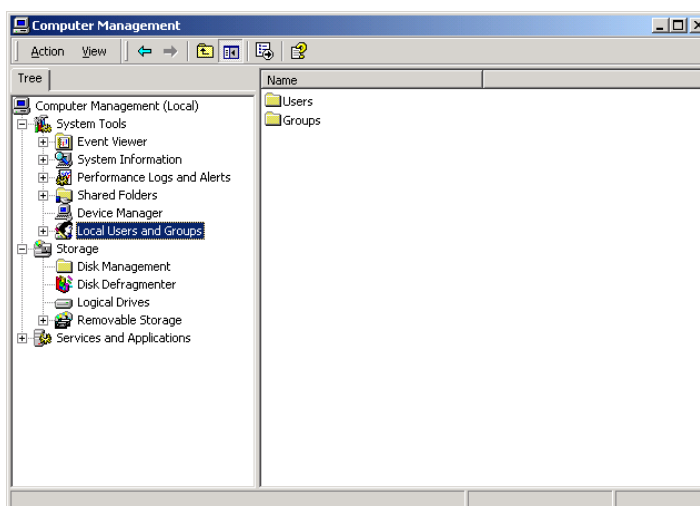 Computer Management
Action View
Tree
Name
Computer Management (Local)
System Tools
Event Viewer
System Information
Performance Logs and Alerts
Shared Folders
Device Manager
Local Users and Groups
Storage
Disk Management
Disk Defragmenter
Logical Drives
Removable Storage
Services and Applications
Users
Groups